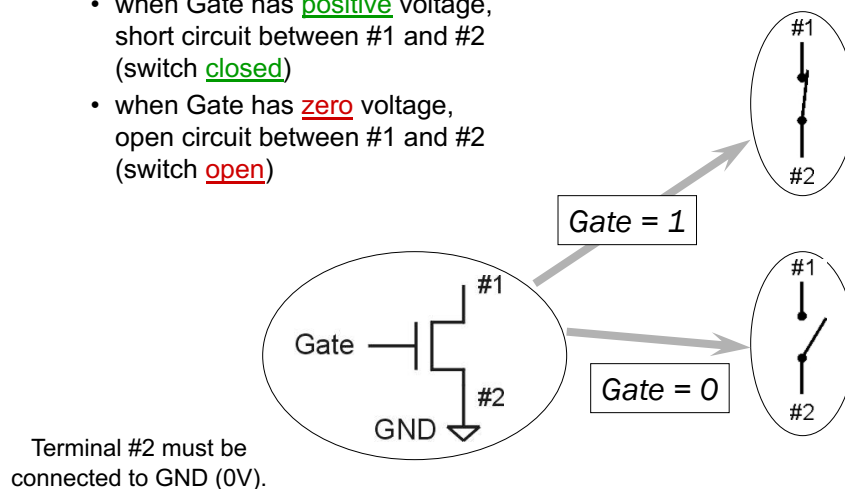 • when Gate has positive voltage,
short circuit between #1 and #2
(switch closed)
• when Gate has zero voltage,
open circuit between #1 and #2
(switch open)
#1
#2
Gate = 1
#1
Gate
#2
GND
#1
Gate = 0
#2
Terminal #2 must be
connected to GND (0V).